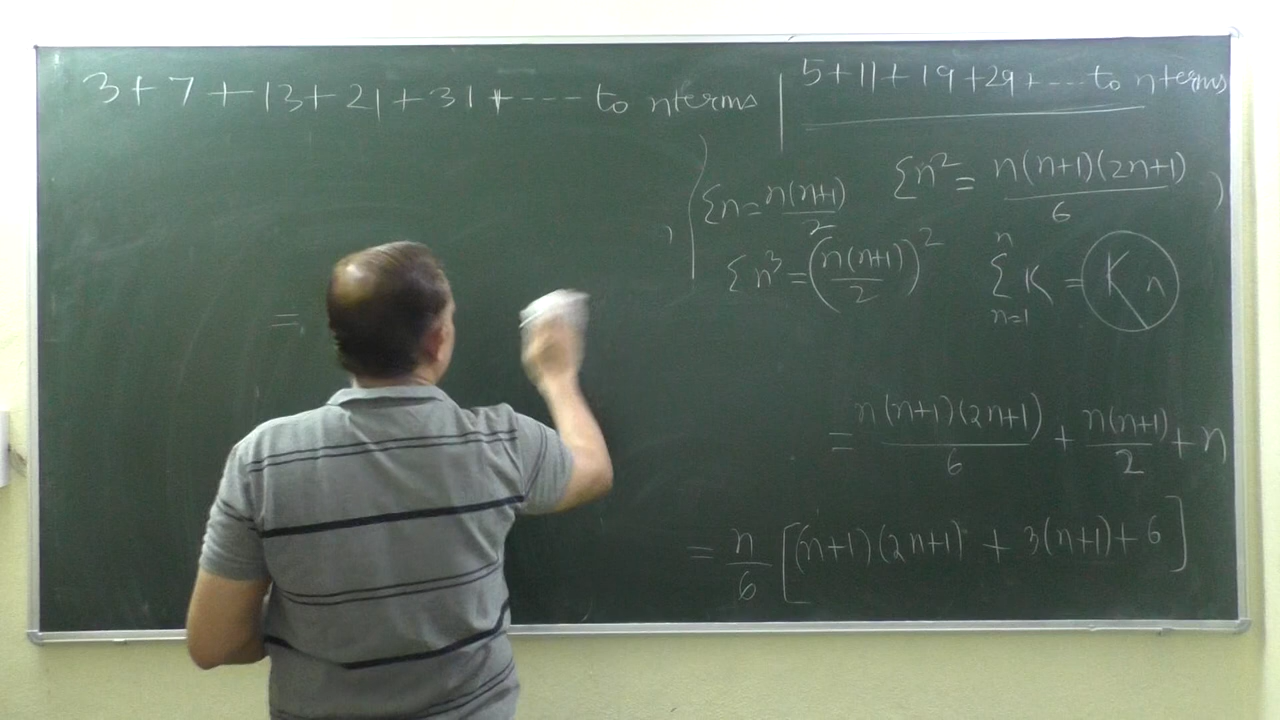 3 + 7 + 13 + 21 + 31 + ---- to n terms
5 + 11 + 19 + 29 + .... to n terms
Σn = n(n+1)/2
Σn² = n(n+1)(2n+1)/6 ,
Σn³ = (n(n+1)/2)²
n Σ n=1 K = Kn
=
= n(n+1)(2n+1)/6 + n(n+1)/2 + n
= n/6 [(n+1)(2n+1) + 3(n+1) + 6]